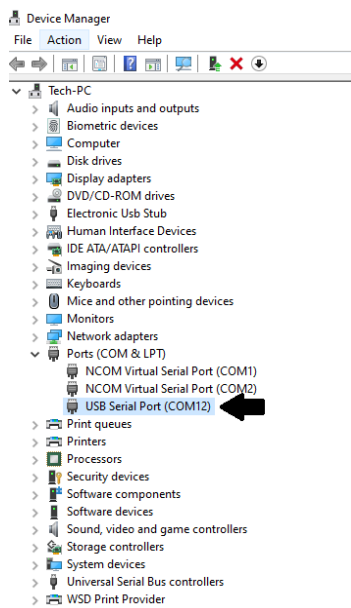 Device Manager
File Action View Help
Tech-PC
Audio inputs and outputs
Biometric devices
Computer
Disk drives
Display adapters
DVD/CD-ROM drives
Electronic Usb Stub
Human Interface Devices
IDE ATA/ATAPI controllers
Imaging devices
Keyboards
Mice and other pointing devices
Monitors
Network adapters
Ports (COM & LPT)
NCOM Virtual Serial Port (COM1)
NCOM Virtual Serial Port (COM2)
USB Serial Port (COM12)
Print queues
Printers
Processors
Security devices
Software components
Software devices
Sound, video and game controllers
Storage controllers
System devices
Universal Serial Bus controllers
WSD Print Provider